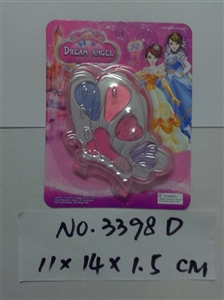 DREAM ANGEL
NO. 3398 D
11 × 14 × 1.5 CM